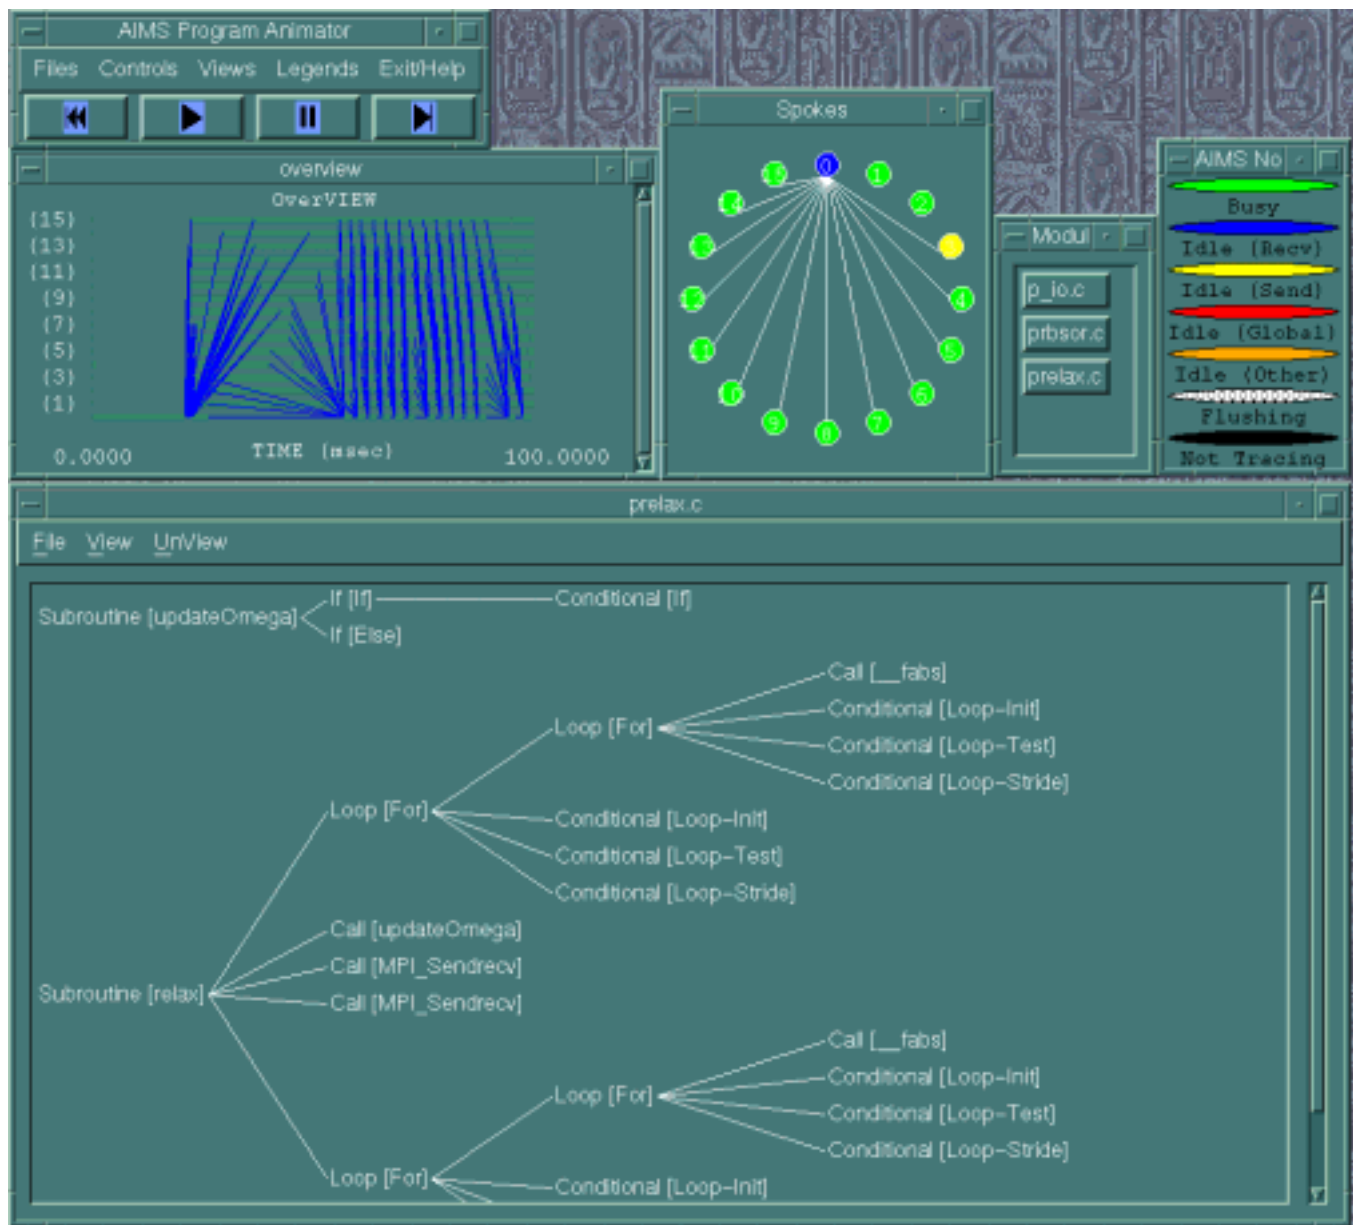 AIMS Program Animator
Files Controls Views Legends Exit/Help
overview
OverVIEW
(15)
(13)
(11)
(9)
(7)
(5)
(3)
(1)
0.0000 TIME (msec) 100.0000
Spokes
0
1
2
4
5
6
7
8
9
10
11
12
13
14
15
Modul
p_io.c
prbsor.c
prelax.c
AIMS No
Busy
Idle (Recv)
Idle (Send)
Idle (Global)
Idle (Other)
Flushing
Not Tracing
prelax.c
File View UnView
If [If] Conditional [If]
Subroutine [updateOmega]
If [Else]
Call [__fabs]
Conditional [Loop-Init]
Loop [For]
Conditional [Loop-Test]
Conditional [Loop-Stride]
Loop [For]
Conditional [Loop-Init]
Conditional [Loop-Test]
Conditional [Loop-Stride]
Call [updateOmega]
Call [MPI_Sendrecv]
Subroutine [relax]
Call [MPI_Sendrecv]
Call [__fabs]
Conditional [Loop-Init]
Loop [For]
Conditional [Loop-Test]
Conditional [Loop-Stride]
Loop [For]
Conditional [Loop-Init]